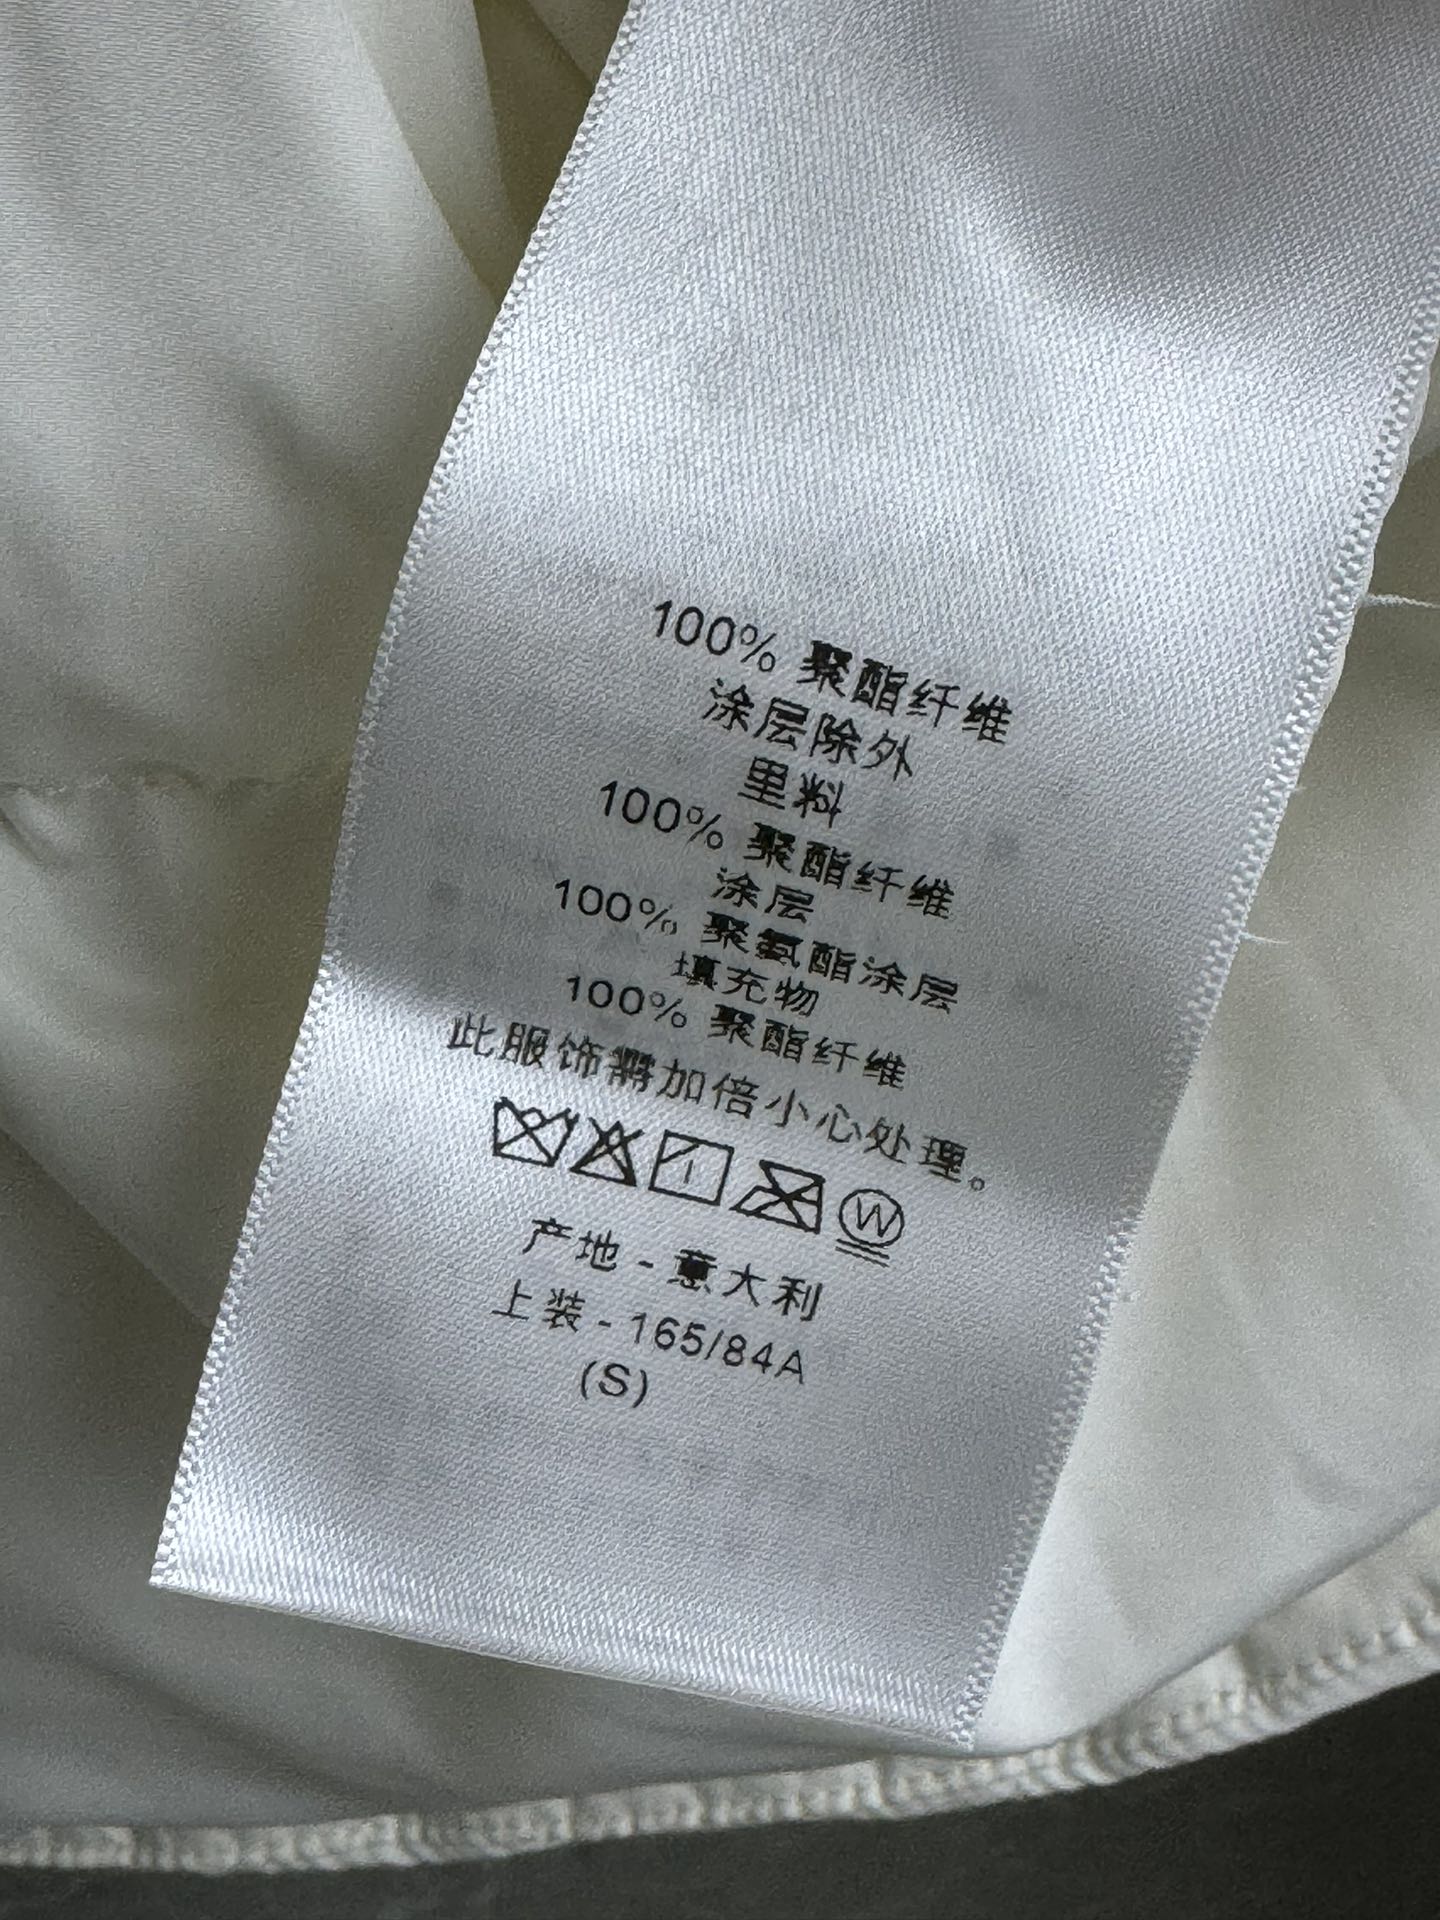 100% 聚酯纤维
涂层除外
里料
100% 聚酯纤维
涂层
100% 聚氨酯涂层
填充物
100% 聚酯纤维
此服饰需加倍小心处理。
W
产地 - 意大利
上装 - 165/84A
(S)